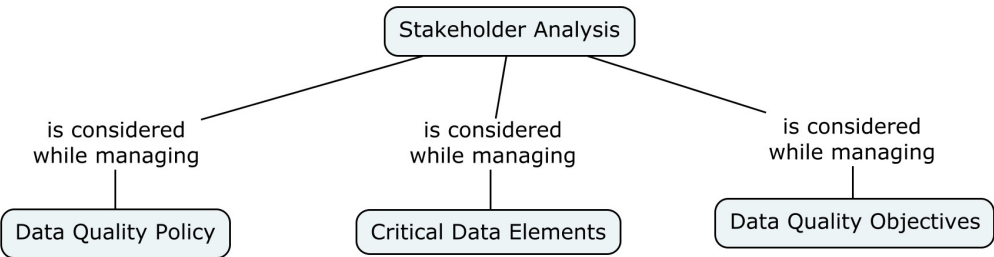 Stakeholder Analysis
is considered
while managing
is considered
while managing
is considered
while managing
Data Quality Policy
Critical Data Elements
Data Quality Objectives